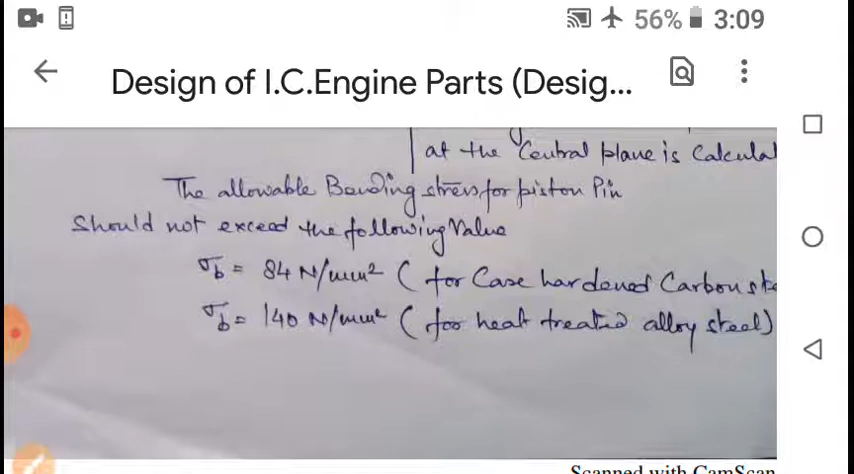 56% 3:09
Design of I.C.Engine Parts (Desig...
at the Central plane is Calculat
The allowable Bending stress for piston Pin
Should not exceed the following Value
σb = 84 N/mm² ( for Case hardened Carbon ste
σb = 140 N/mm² ( for heat treated alloy steel)
Scanned with CamScan